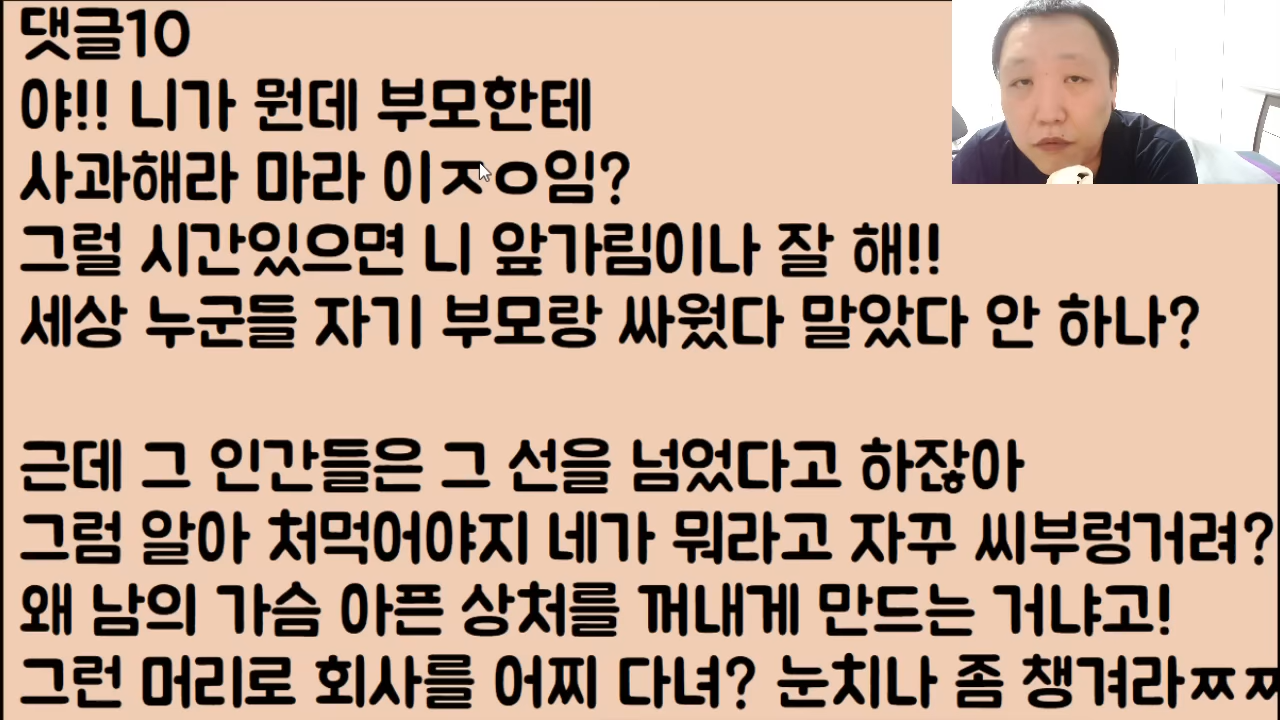 댓글10
야!! 니가 뭔데 부모한테
사과해라 마라 이ㅈㅇ임?
그럴 시간있으면 니 앞가림이나 잘 해!!
세상 누군들 자기 부모랑 싸웠다 말았다 안 하나?
근데 그 인간들은 그 선을 넘었다고 하잖아
그럼 알아 처먹어야지 네가 뭐라고 자꾸 씨부렁거려?
왜 남의 가슴 아픈 상처를 꺼내게 만드는 거냐고!
그런 머리로 회사를 어찌 다녀? 눈치나 좀 챙겨라ㅉㅉ